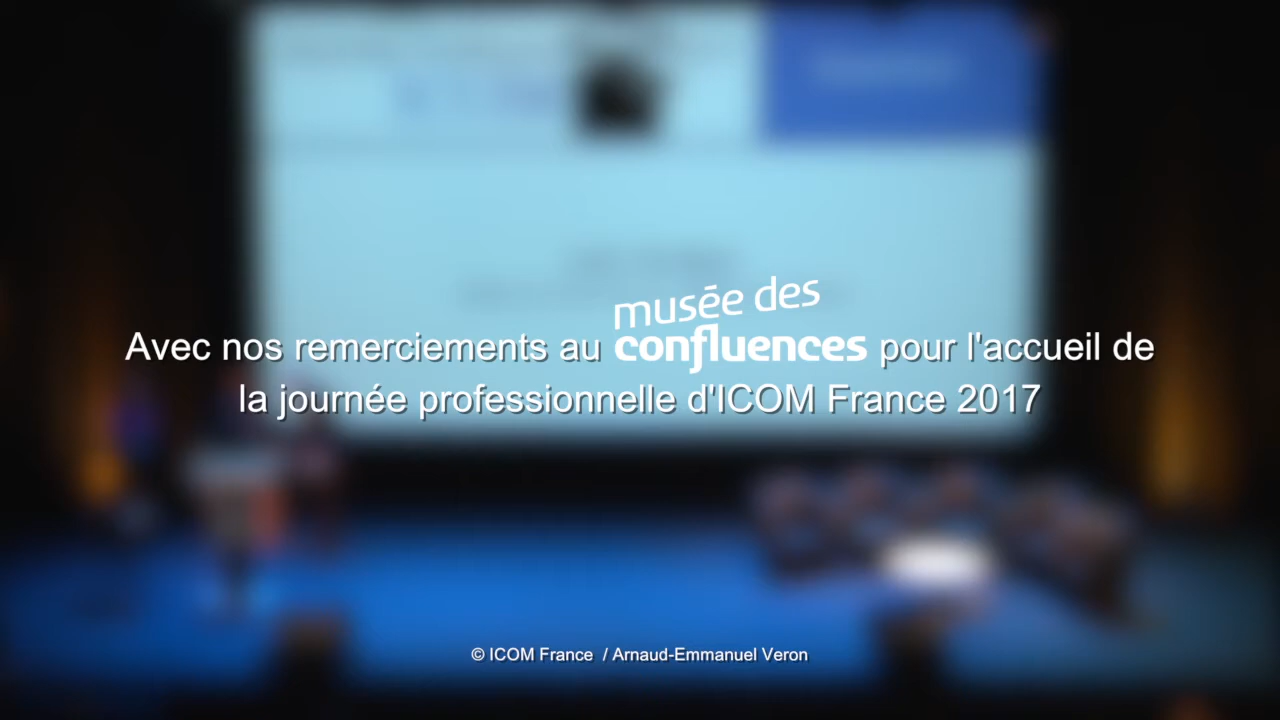 Avec nos remerciements au musée des confluences pour l'accueil de
la journée professionnelle d'ICOM France 2017
© ICOM France / Arnaud-Emmanuel Veron